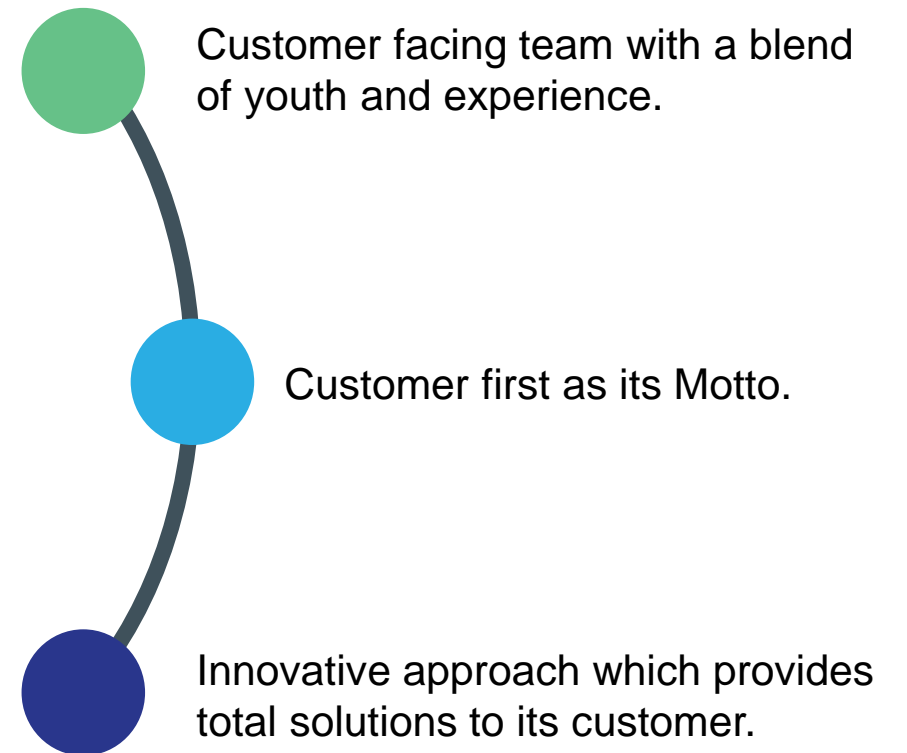 Customer facing team with a blend
of youth and experience.
Customer first as its Motto.
Innovative approach which provides
total solutions to its customer.